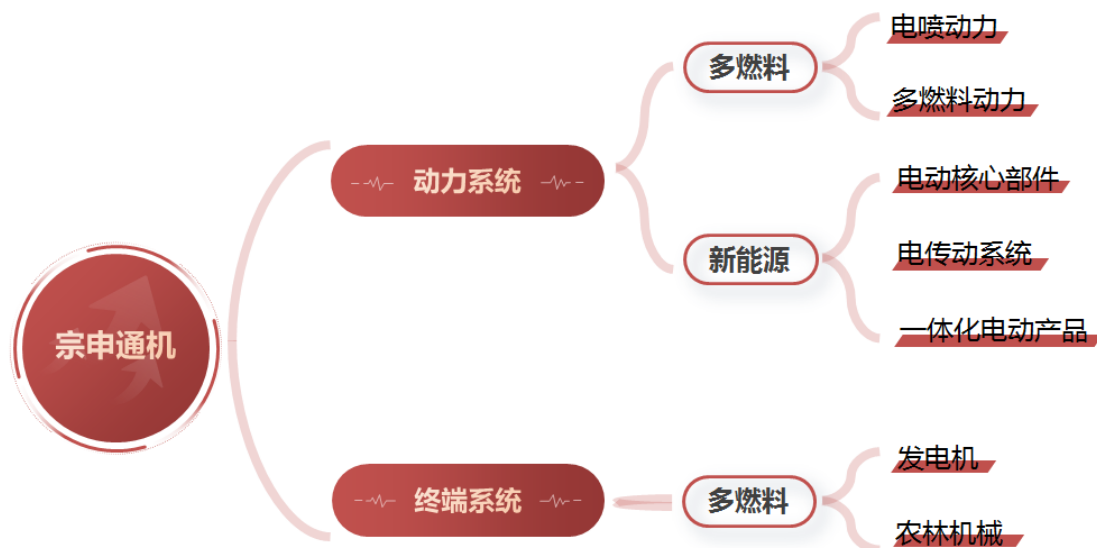 宗申通机
动力系统
多燃料
电喷动力
多燃料动力
新能源
电动核心部件
电传动系统
一体化电动产品
终端系统
多燃料
发电机
农林机械